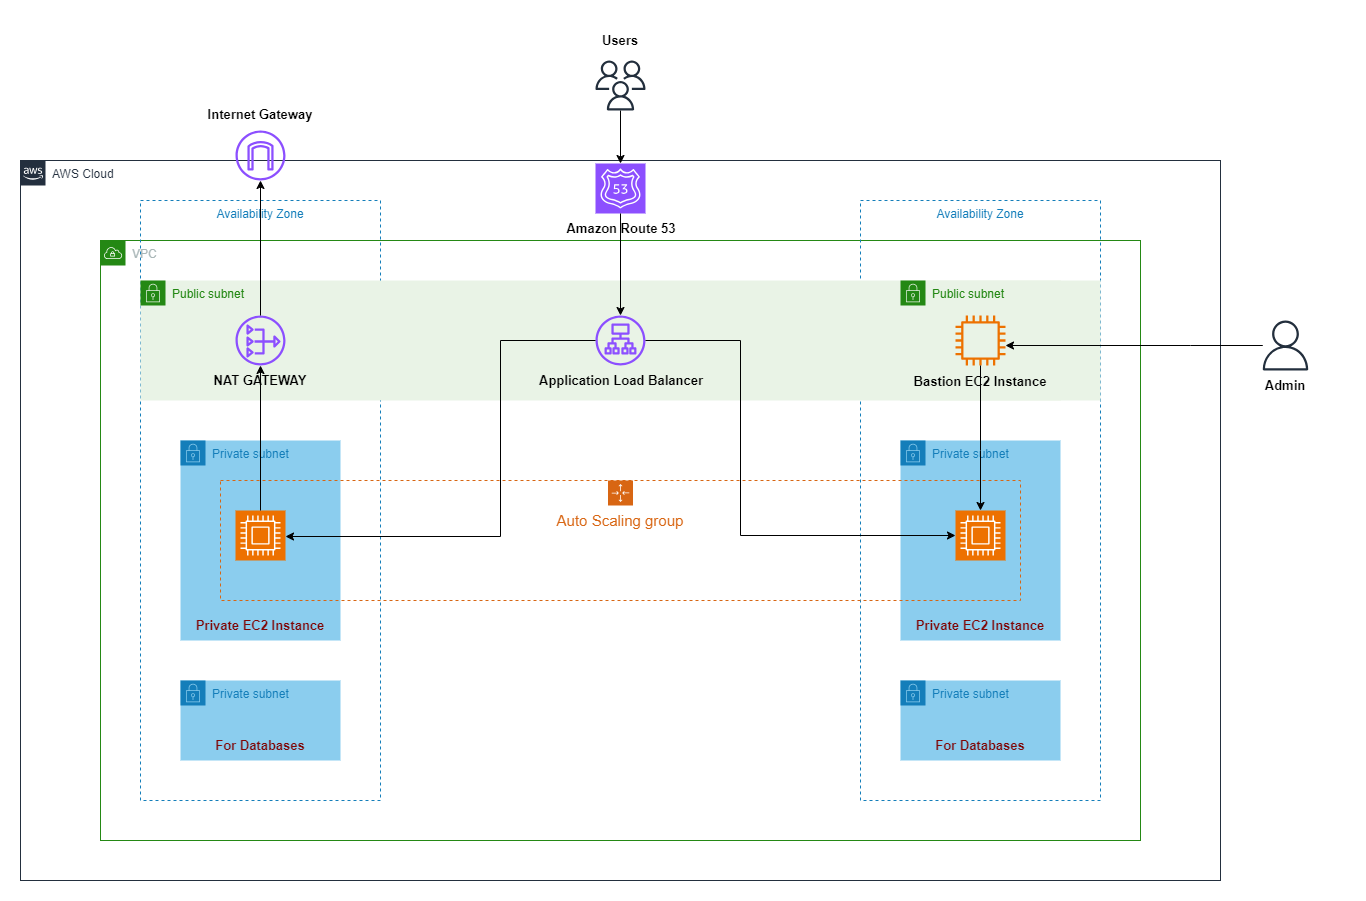 Users
Internet Gateway
aws
AWS Cloud
53
Availability Zone
Availability Zone
Amazon Route 53
VPC
Public subnet
Public subnet
NAT GATEWAY
Application Load Balancer
Bastion EC2 Instance
Admin
Private subnet
Private subnet
Auto Scaling group
Private EC2 Instance
Private EC2 Instance
Private subnet
Private subnet
For Databases
For Databases